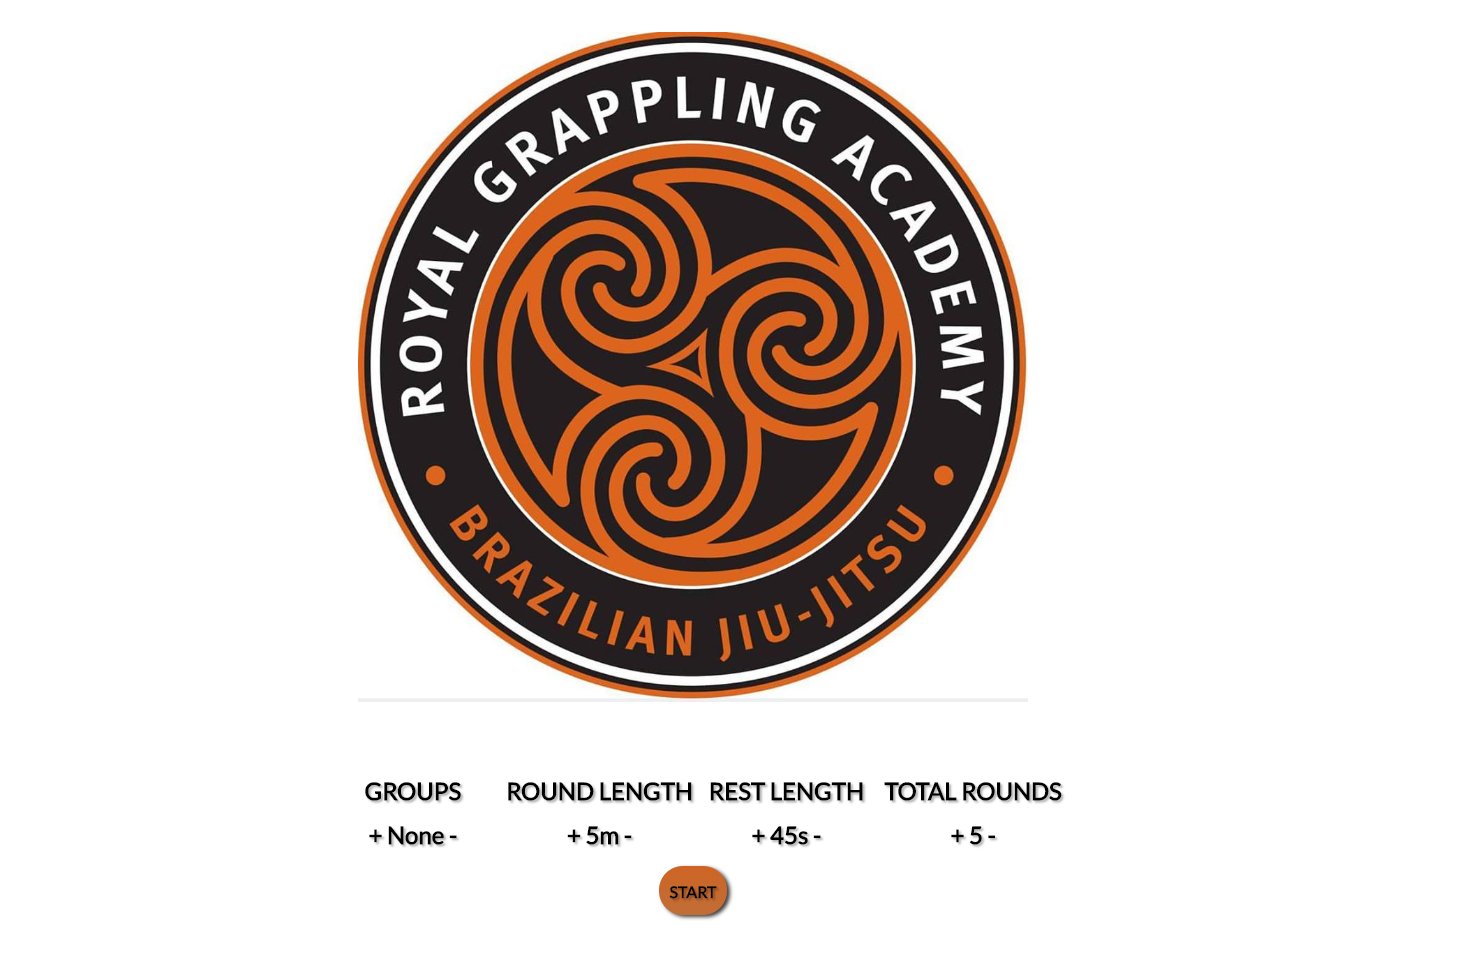 ROYAL GRAPPLING ACADEMY
BRAZILIAN JIU-JITSU
GROUPS ROUND LENGTH REST LENGTH TOTAL ROUNDS
+ None - + 5m - + 45s - + 5 -
START